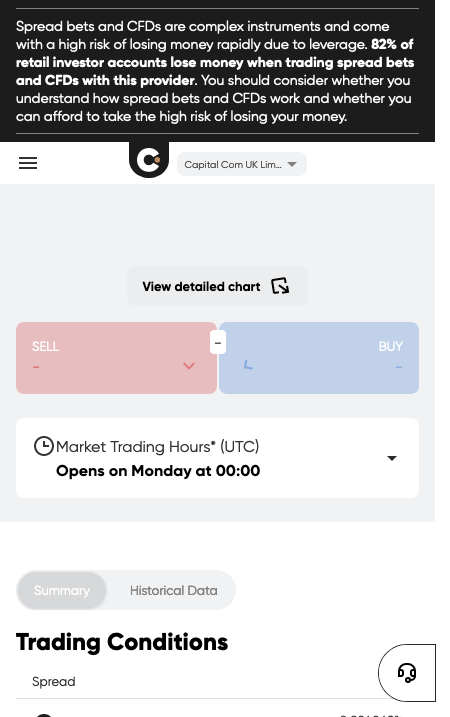 Spread bets and CFDs are complex instruments and come
with a high risk of losing money rapidly due to leverage. 82% of
retail investor accounts lose money when trading spread bets
and CFDs with this provider. You should consider whether you
understand how spread bets and CFDs work and whether you
can afford to take the high risk of losing your money.
Capital Com UK Lim...
View detailed chart
SELL
-
-
BUY
-
Market Trading Hours* (UTC)
Opens on Monday at 00:00
Summary
Historical Data
Trading Conditions
Spread